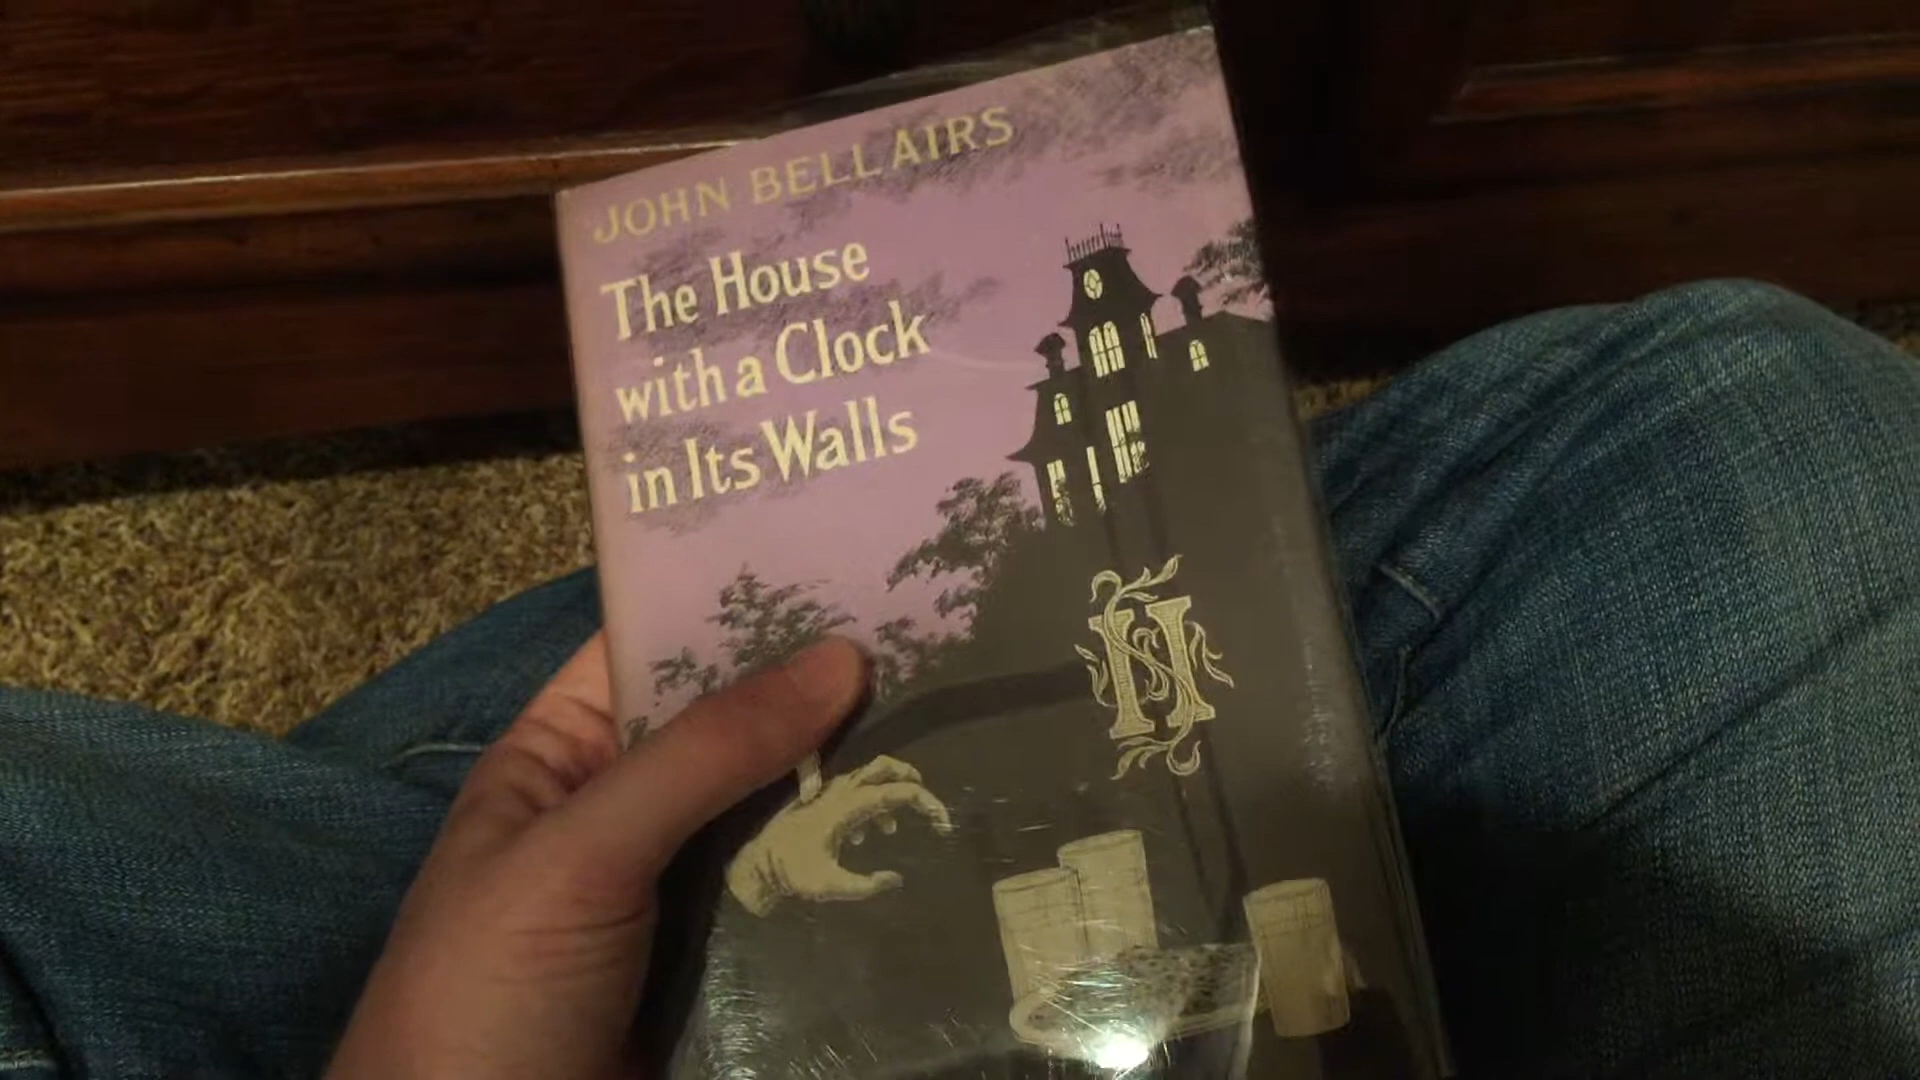 JOHN BELLAIRS
The House
with a Clock
in Its Walls
H